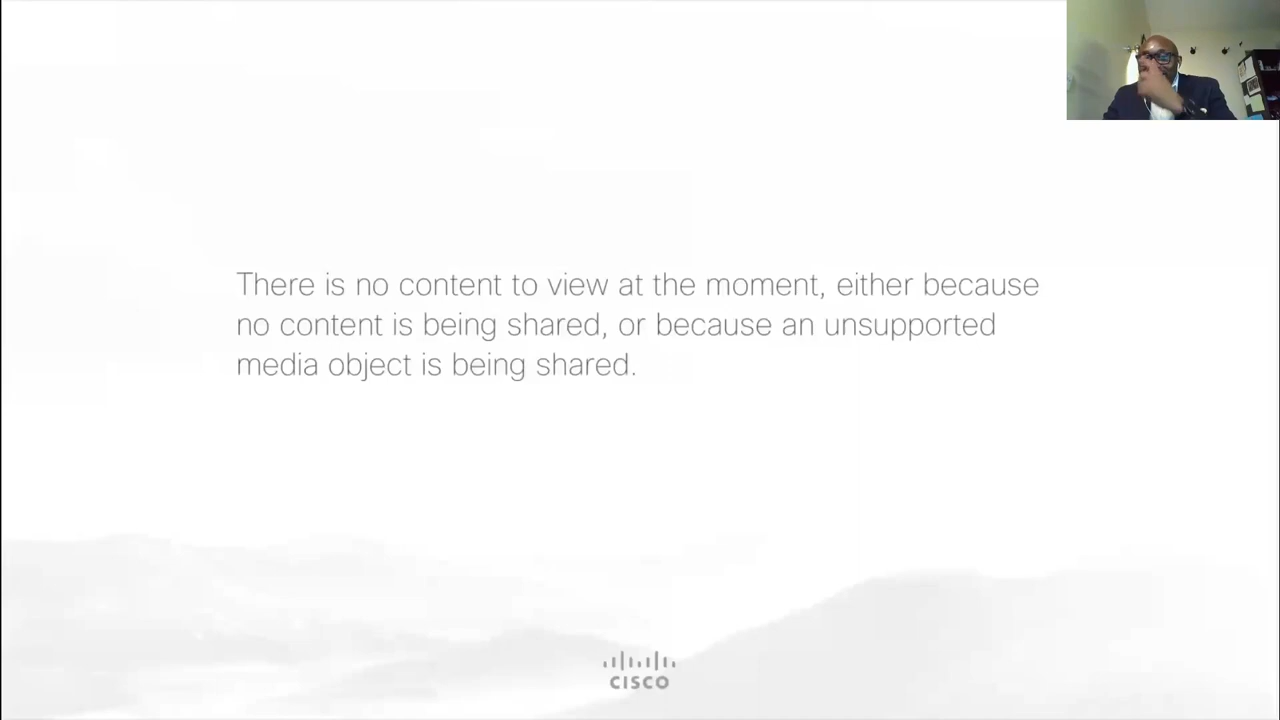 There is no content to view at the moment, either because
no content is being shared, or because an unsupported
media object is being shared.
CISCO